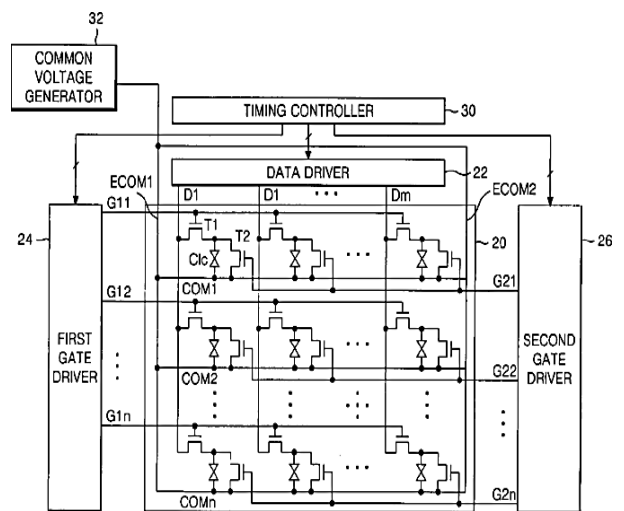 32
COMMON
VOLTAGE
GENERATOR
TIMING CONTROLLER
30
DATA DRIVER
22
ECOM1
D1
D1
Dm
ECOM2
G11
24
T1
T2
20
26
Clc
COM1
G21
G12
FIRST
GATE
DRIVER
SECOND
GATE
DRIVER
COM2
G22
G1n
COMn
G2n